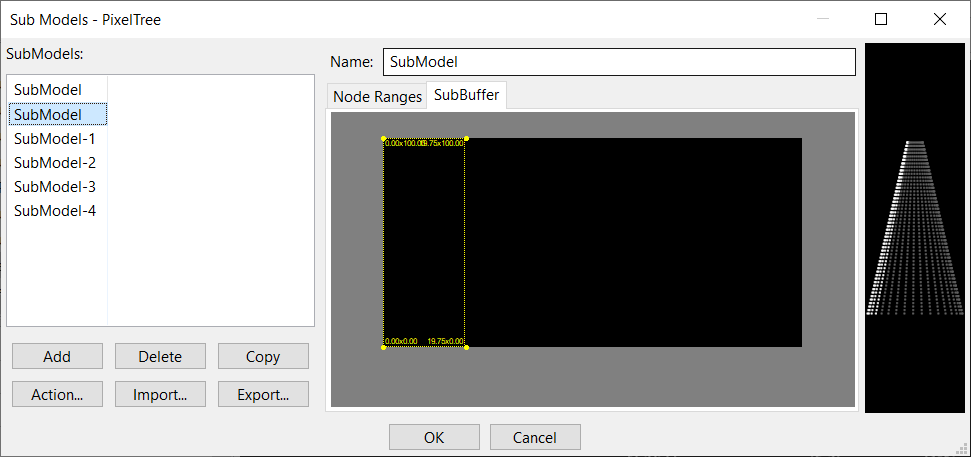 Sub Models - PixelTree
SubModels:
SubModel
SubModel
SubModel-1
SubModel-2
SubModel-3
SubModel-4
Add
Delete
Copy
Action...
Import...
Export...
Name:
SubModel
Node Ranges
SubBuffer
0.00x100.00
19.75x100.00
0.00x0.00
19.75x0.00
OK
Cancel